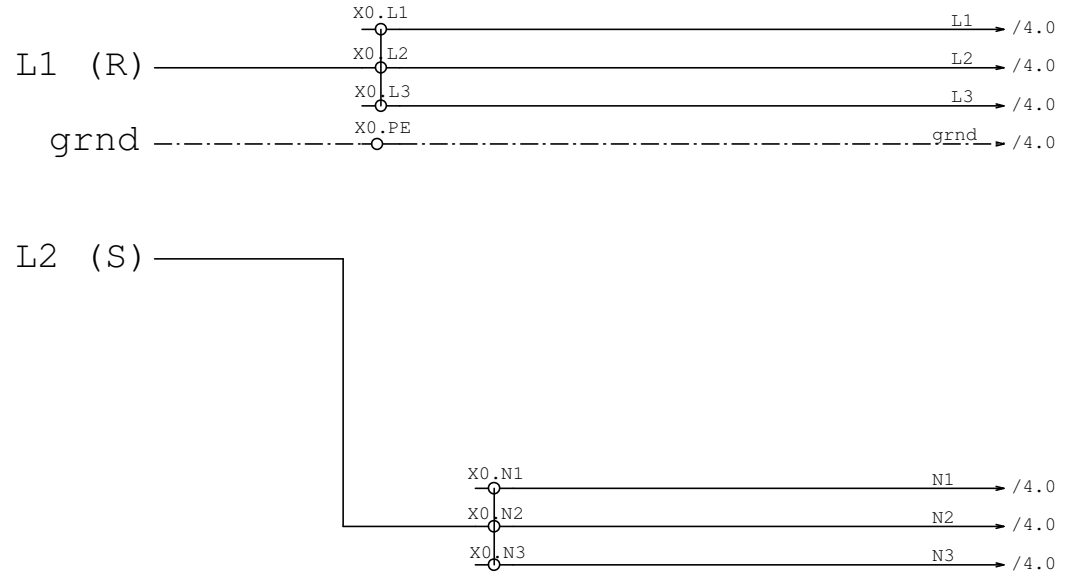 X0.L1 L1 /4.0
L1 (R) X0.L2 L2 /4.0
X0.L3 L3 /4.0
grnd X0.PE grnd /4.0
L2 (S)
X0.N1 N1 /4.0
X0.N2 N2 /4.0
X0.N3 N3 /4.0